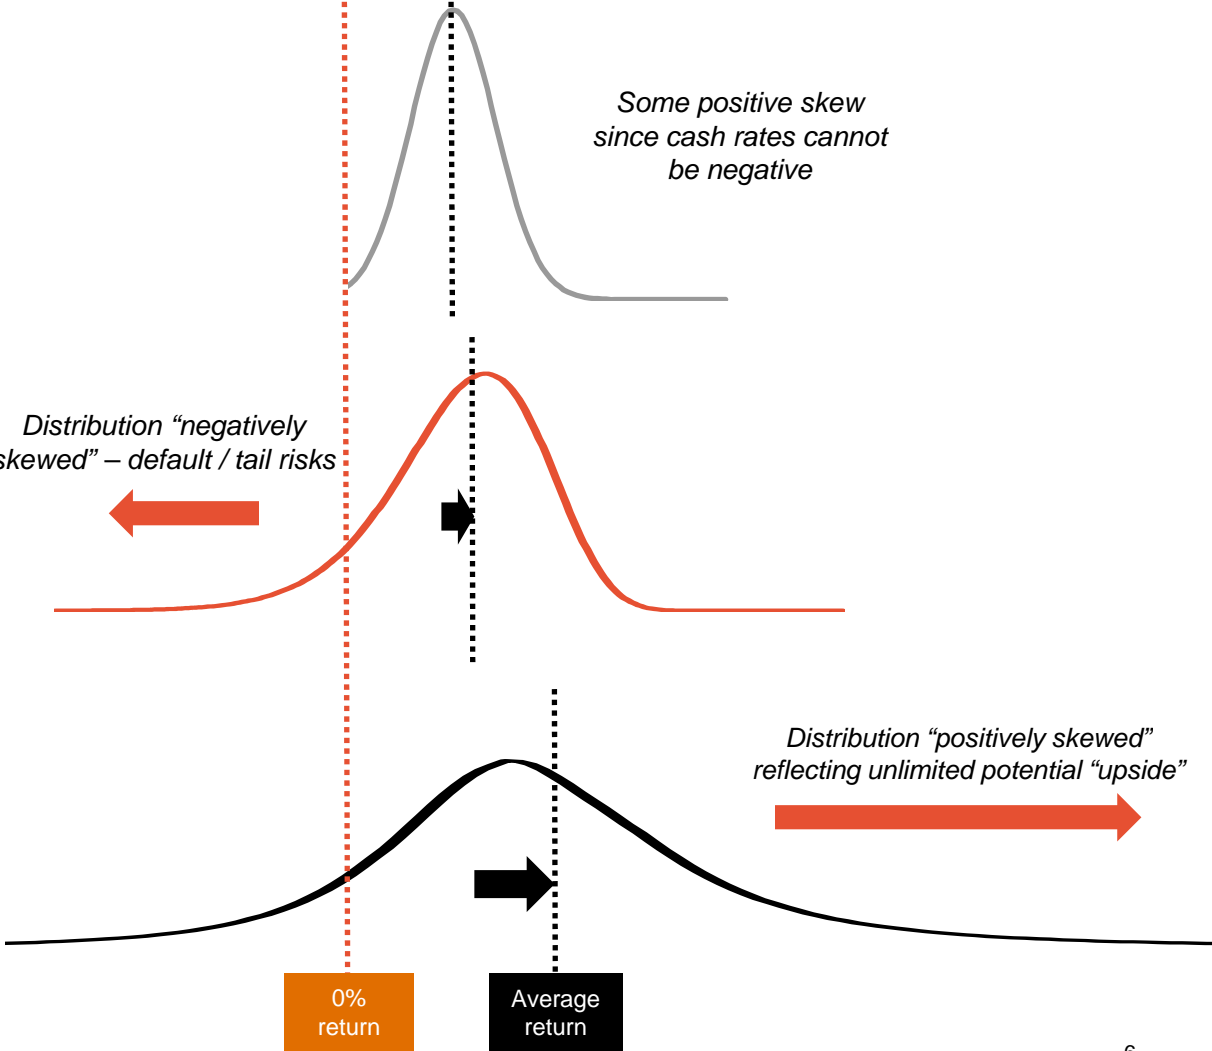 Some positive skew
since cash rates cannot
be negative
Distribution “negatively
skewed” – default / tail risks
Distribution “positively skewed”
reflecting unlimited potential “upside”
0%
return
Average
return
6